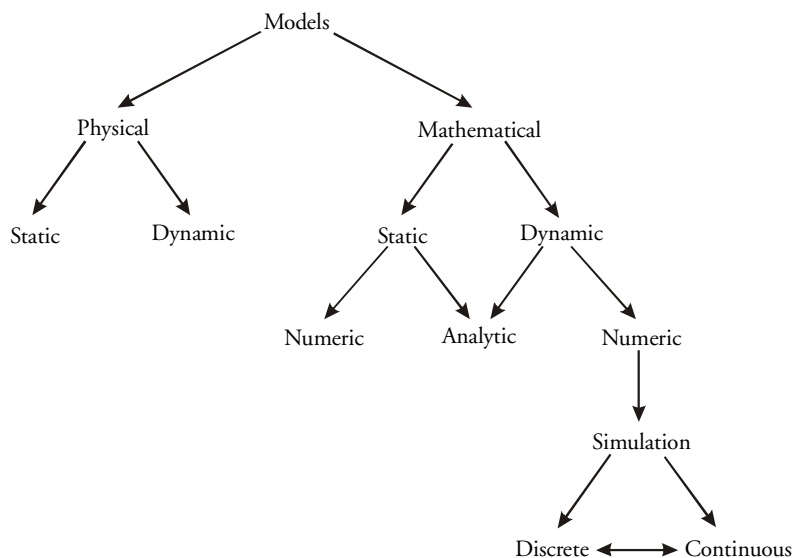 Models
Physical
Mathematical
Static
Dynamic
Static
Dynamic
Numeric
Analytic
Numeric
Simulation
Discrete
Continuous